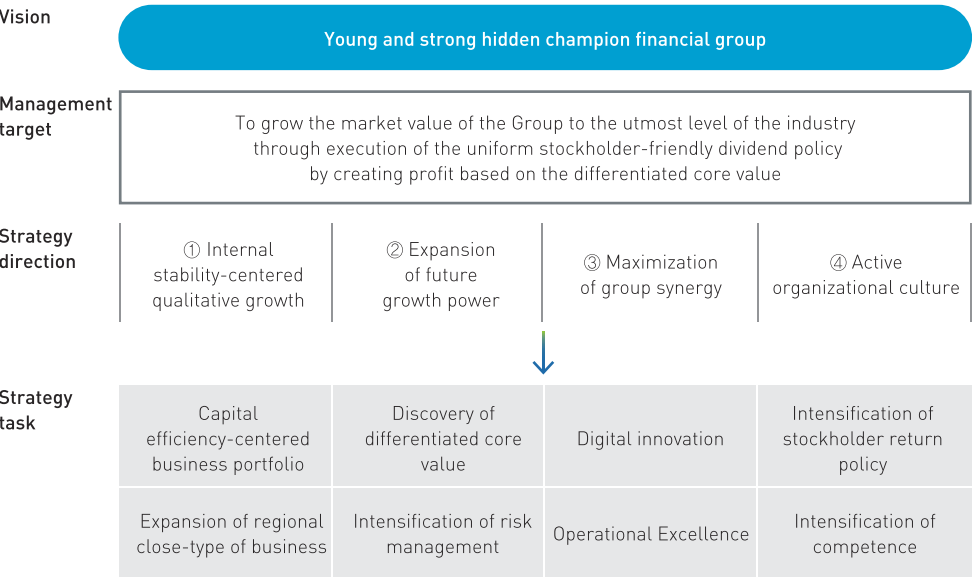 Vision
Young and strong hidden champion financial group
Management
target
To grow the market value of the Group to the utmost level of the industry
through execution of the uniform stockholder-friendly dividend policy
by creating profit based on the differentiated core value
Strategy
direction
① Internal
stability-centered
qualitative growth
② Expansion
of future
growth power
③ Maximization
of group synergy
④ Active
organizational culture
Strategy
task
Capital
efficiency-centered
business portfolio
Discovery of
differentiated core
value
Digital innovation
Intensification of
stockholder return
policy
Expansion of regional
close-type of business
Intensification of risk
management
Operational Excellence
Intensification of
competence